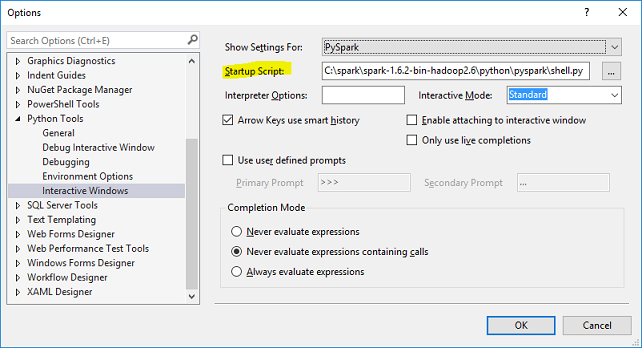 Options
Search Options (Ctrl+E)
Graphics Diagnostics
Indent Guides
NuGet Package Manager
PowerShell Tools
Python Tools
General
Debug Interactive Window
Debugging
Environment Options
Interactive Windows
SQL Server Tools
Text Templating
Web Forms Designer
Web Performance Test Tools
Windows Forms Designer
Workflow Designer
XAML Designer
Show Settings For: PySpark
Startup Script: C:\spark\spark-1.6.2-bin-hadoop2.6\python\pyspark\shell.py ...
Interpreter Options: Interactive Mode: Standard
Arrow Keys use smart history Enable attaching to interactive window
Only use live completions
Use user defined prompts
Primary Prompt >>> Secondary Prompt ...
Completion Mode
Never evaluate expressions
Never evaluate expressions containing calls
Always evaluate expressions
OK Cancel